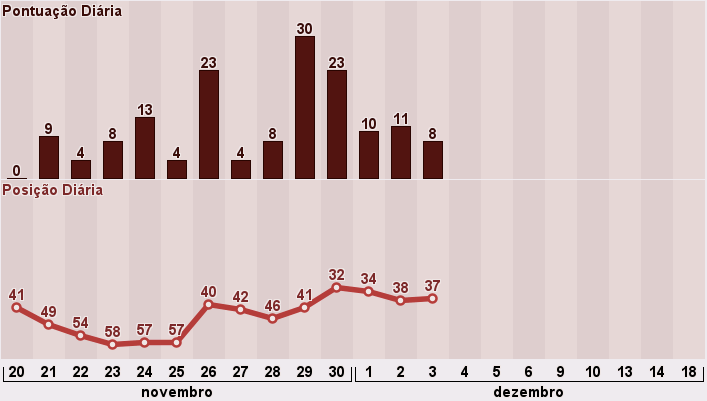 Pontuação Diária
0 9 4 8 13 4 23 4 8 30 23 10 11 8
Posição Diária
41 49 54 58 57 57 40 42 46 41 32 34 38 37
20 21 22 23 24 25 26 27 28 29 30 1 2 3 4 5 6 9 10 13 14 18
novembro dezembro